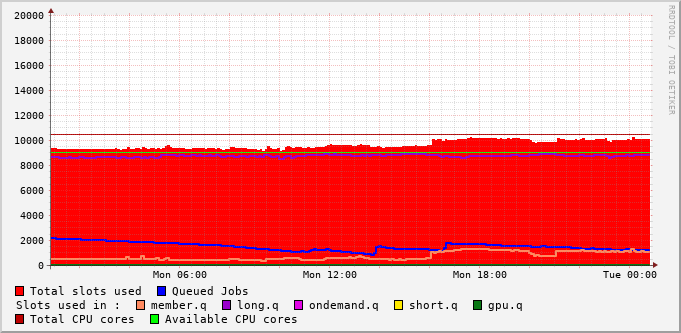 20000
18000
16000
14000
12000
10000
8000
6000
4000
2000
0
Mon 06:00 Mon 12:00 Mon 18:00 Tue 00:00
RRDTOOL / TOBI OETIKER
Total slots used Queued Jobs
Slots used in : member.q long.q ondemand.q short.q gpu.q
Total CPU cores Available CPU cores